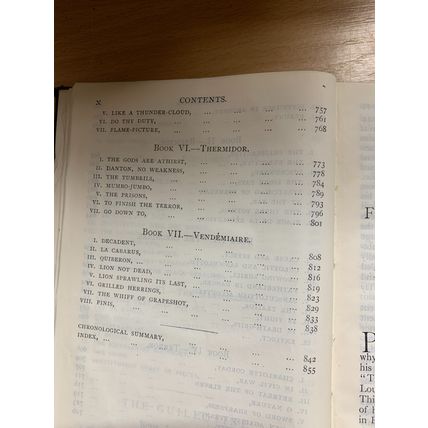 X CONTENTS.
V. LIKE A THUNDER-CLOUD, ... ... ... ... 757
VI. DO THY DUTY, ... ... ... ... 761
VII. FLAME-PICTURE, ... ... ... ... 768
BOOK VI.—THERMIDOR.
I. THE GODS ARE ATHIRST, ... ... ... 773
II. DANTON, NO WEAKNESS, ... ... ... 778
III. THE TUMBRILS, ... ... ... ... 784
IV. MUMBO-JUMBO, ... ... ... ... 789
V. THE PRISONS, ... ... ... ... 793
VI. TO FINISH THE TERROR, ... ... ... 796
VII. GO DOWN TO, ... ... ... ... 801
BOOK VII.—VENDÉMIAIRE.
I. DECADENT, ... ... ... ... 808
II. LA CABARUS, ... ... ... ... 812
III. QUIBERON, ... ... ... ... 816
IV. LION NOT DEAD, ... ... ... ... 819
V. LION SPRAWLING ITS LAST, ... ... ... 823
VI. GRILLED HERRINGS, ... ... ... 829
VII. THE WHIFF OF GRAPESHOT, ... ... ... 833
VIII. FINIS, ... ... ... ... 838
CHRONOLOGICAL SUMMARY, ... ... ... 842
INDEX, ... ... ... ... 855
F
P
why
his
"T
Lou
of